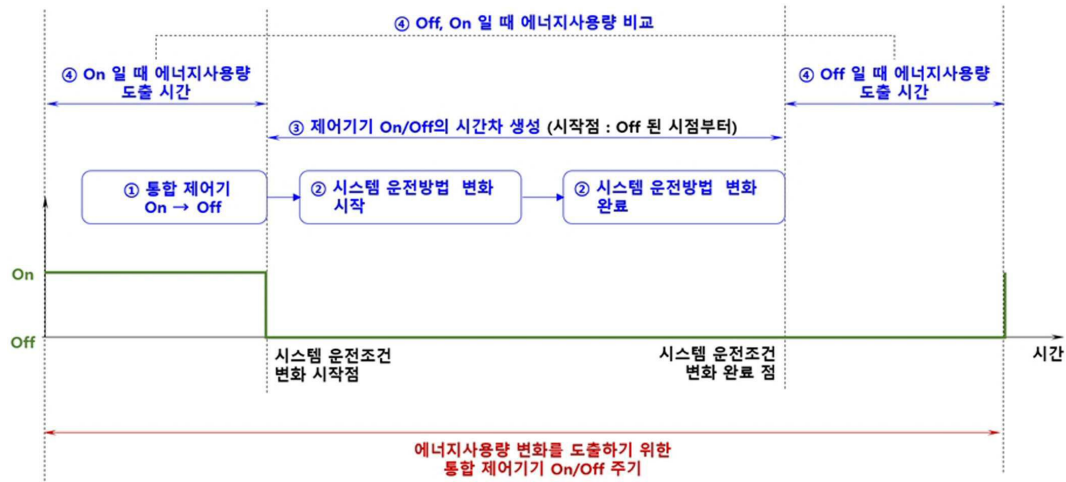 ④ Off, On 일 때 에너지사용량 비교
④ On 일 때 에너지사용량
도출 시간
④ Off 일 때 에너지사용량
도출 시간
③ 제어기기 On/Off의 시간차 생성 (시작점 : Off 된 시점부터)
① 통합 제어기
On → Off
② 시스템 운전방법 변화
시작
② 시스템 운전방법 변화
완료
On
Off
시스템 운전조건
변화 시작점
시스템 운전조건
변화 완료 점
시간
에너지사용량 변화를 도출하기 위한
통합 제어기기 On/Off 주기